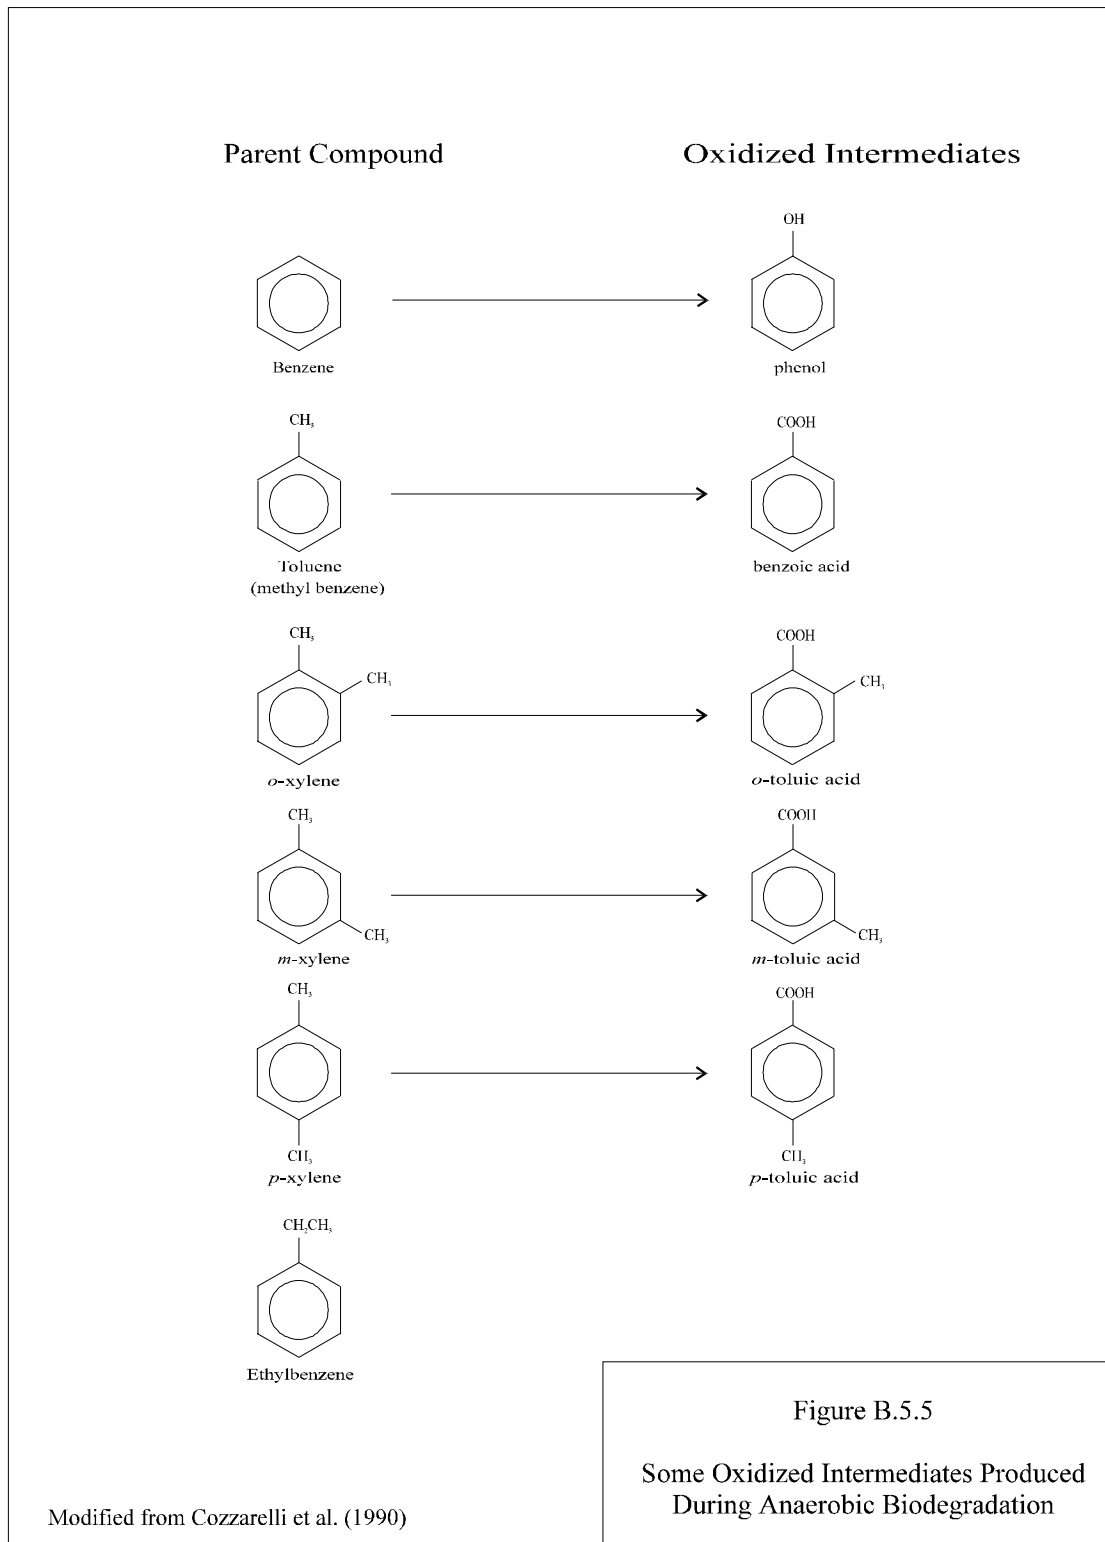 Parent Compound Oxidized Intermediates
OH
Benzene phenol
CH₃ COOH
Toluene benzoic acid
(methyl benzene)
CH₃ COOH
CH₃ CH₃
o-xylene o-toluic acid
CH₃ COOH
CH₃ CH₃
m-xylene m-toluic acid
CH₃ COOH
CH₃ CH₃
p-xylene p-toluic acid
CH₂CH₃
Ethylbenzene
Figure B.5.5
Some Oxidized Intermediates Produced
During Anaerobic Biodegradation
Modified from Cozzarelli et al. (1990)